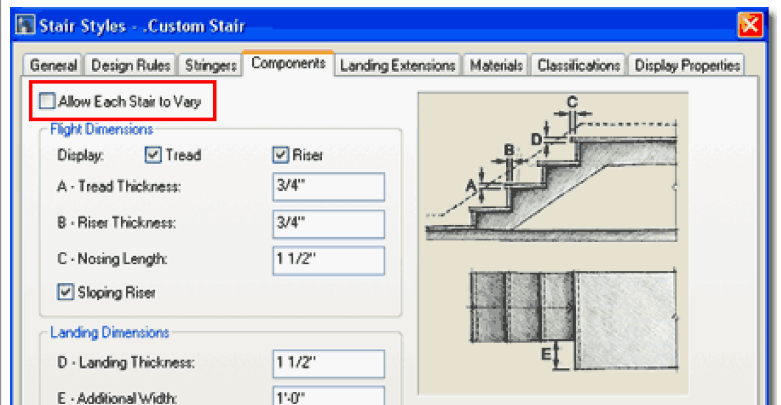 Stair Styles - .Custom Stair
General Design Rules Stringers Components Landing Extensions Materials Classifications Display Properties
Allow Each Stair to Vary
Flight Dimensions
Display: Tread Riser
A - Tread Thickness: 3/4"
B - Riser Thickness: 3/4"
C - Nosing Length: 1 1/2"
Sloping Riser
Landing Dimensions
D - Landing Thickness: 1 1/2"
E - Additional Width: 1'-0"
C
D
B
A
E